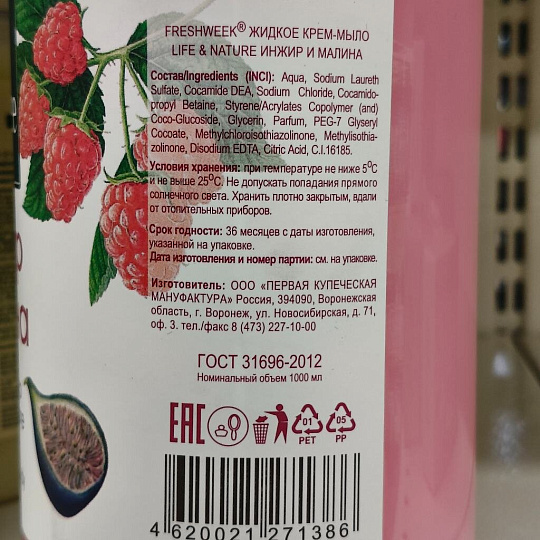 FRESHWEEK® ЖИДКОЕ КРЕМ-МЫЛО
LIFE & NATURE ИНЖИР И МАЛИНА
Состав/Ingredients (INCI): Aqua, Sodium Laureth
Sulfate, Cocamide DEA, Sodium Chloride, Cocamido-
propyl Betaine, Styrene/Acrylates Copolymer (and)
Coco-Glucoside, Glycerin, Parfum, PEG-7 Glyseryl
Cocoate, Methylchloroisothiazolinone, Methylisothia-
zolinone, Disodium EDTA, Citric Acid, C.I.16185.
Условия хранения: при температуре не ниже 5°С
и не выше 25°С. Не допускать попадания прямого
солнечного света. Хранить плотно закрытым, вдали
от отопительных приборов.
Срок годности: 36 месяцев с даты изготовления,
указанной на упаковке.
Дата изготовления и номер партии: см. на упаковке.
Изготовитель: ООО «ПЕРВАЯ КУПЕЧЕСКАЯ
МАНУФАКТУРА» Россия, 394090, Воронежская
область, г. Воронеж, ул. Новосибирская, д. 71,
оф. 3. тел./факс 8 (473) 227-10-00
ГОСТ 31696-2012
Номинальный объем 1000 мл
EAC
01
PET
05
PP
4 620021 271386